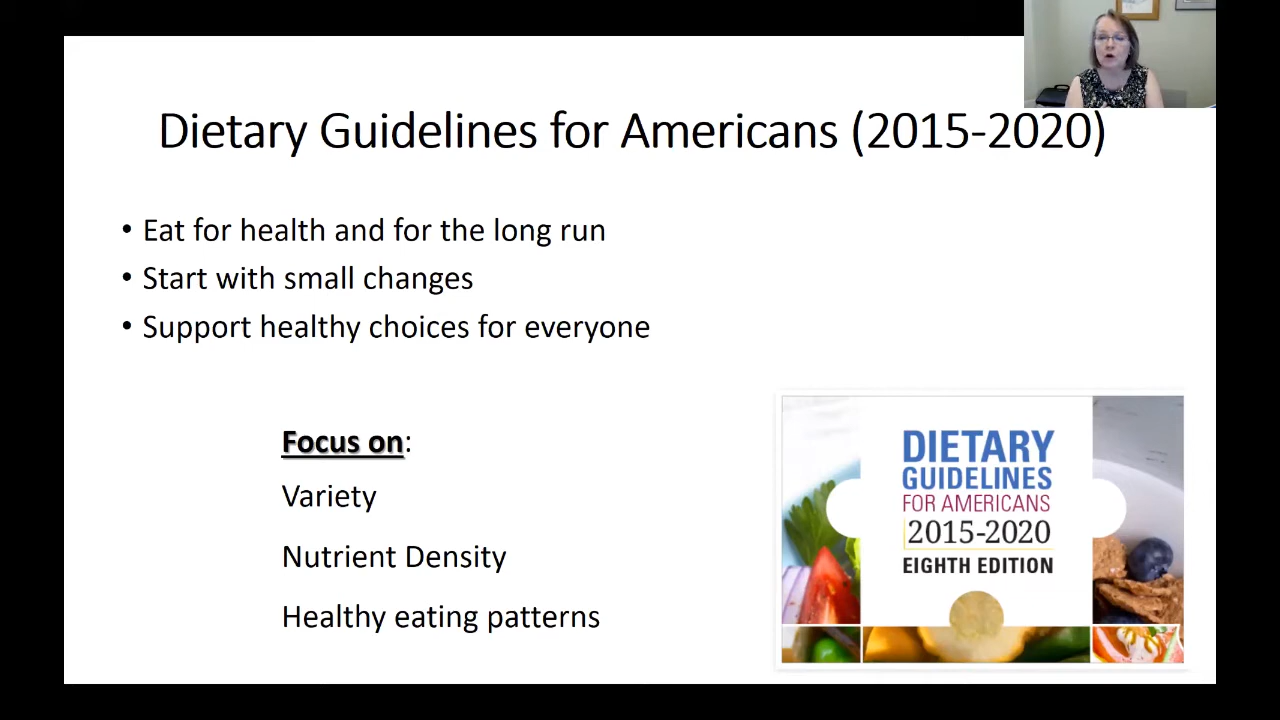 Dietary Guidelines for Americans (2015-2020)
• Eat for health and for the long run
• Start with small changes
• Support healthy choices for everyone
Focus on:
Variety
Nutrient Density
Healthy eating patterns
DIETARY
GUIDELINES
FOR AMERICANS
2015-2020
EIGHTH EDITION